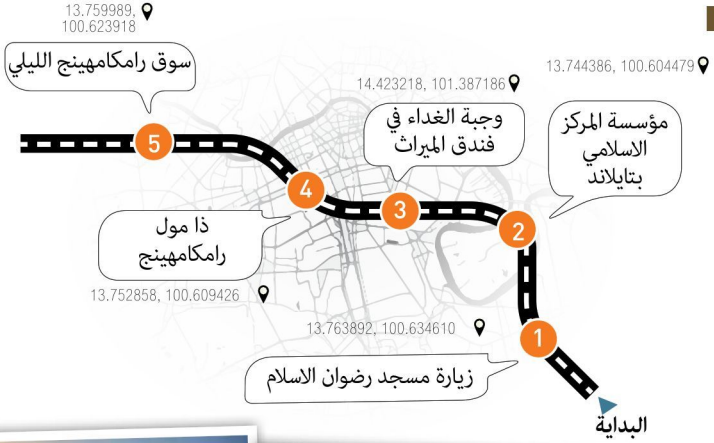 13.759989,
100.623918
سوق رامكامهينج الليلي
13.744386, 100.604479
14.423218, 101.387186
وجبة الغداء في
فندق الميراث
مؤسسة المركز
الاسلامي
بتايلاند
5
4
3
2
ذا مول
رامكامهينج
13.752858, 100.609426
13.763892, 100.634610
1
زيارة مسجد رضوان الاسلام
البداية